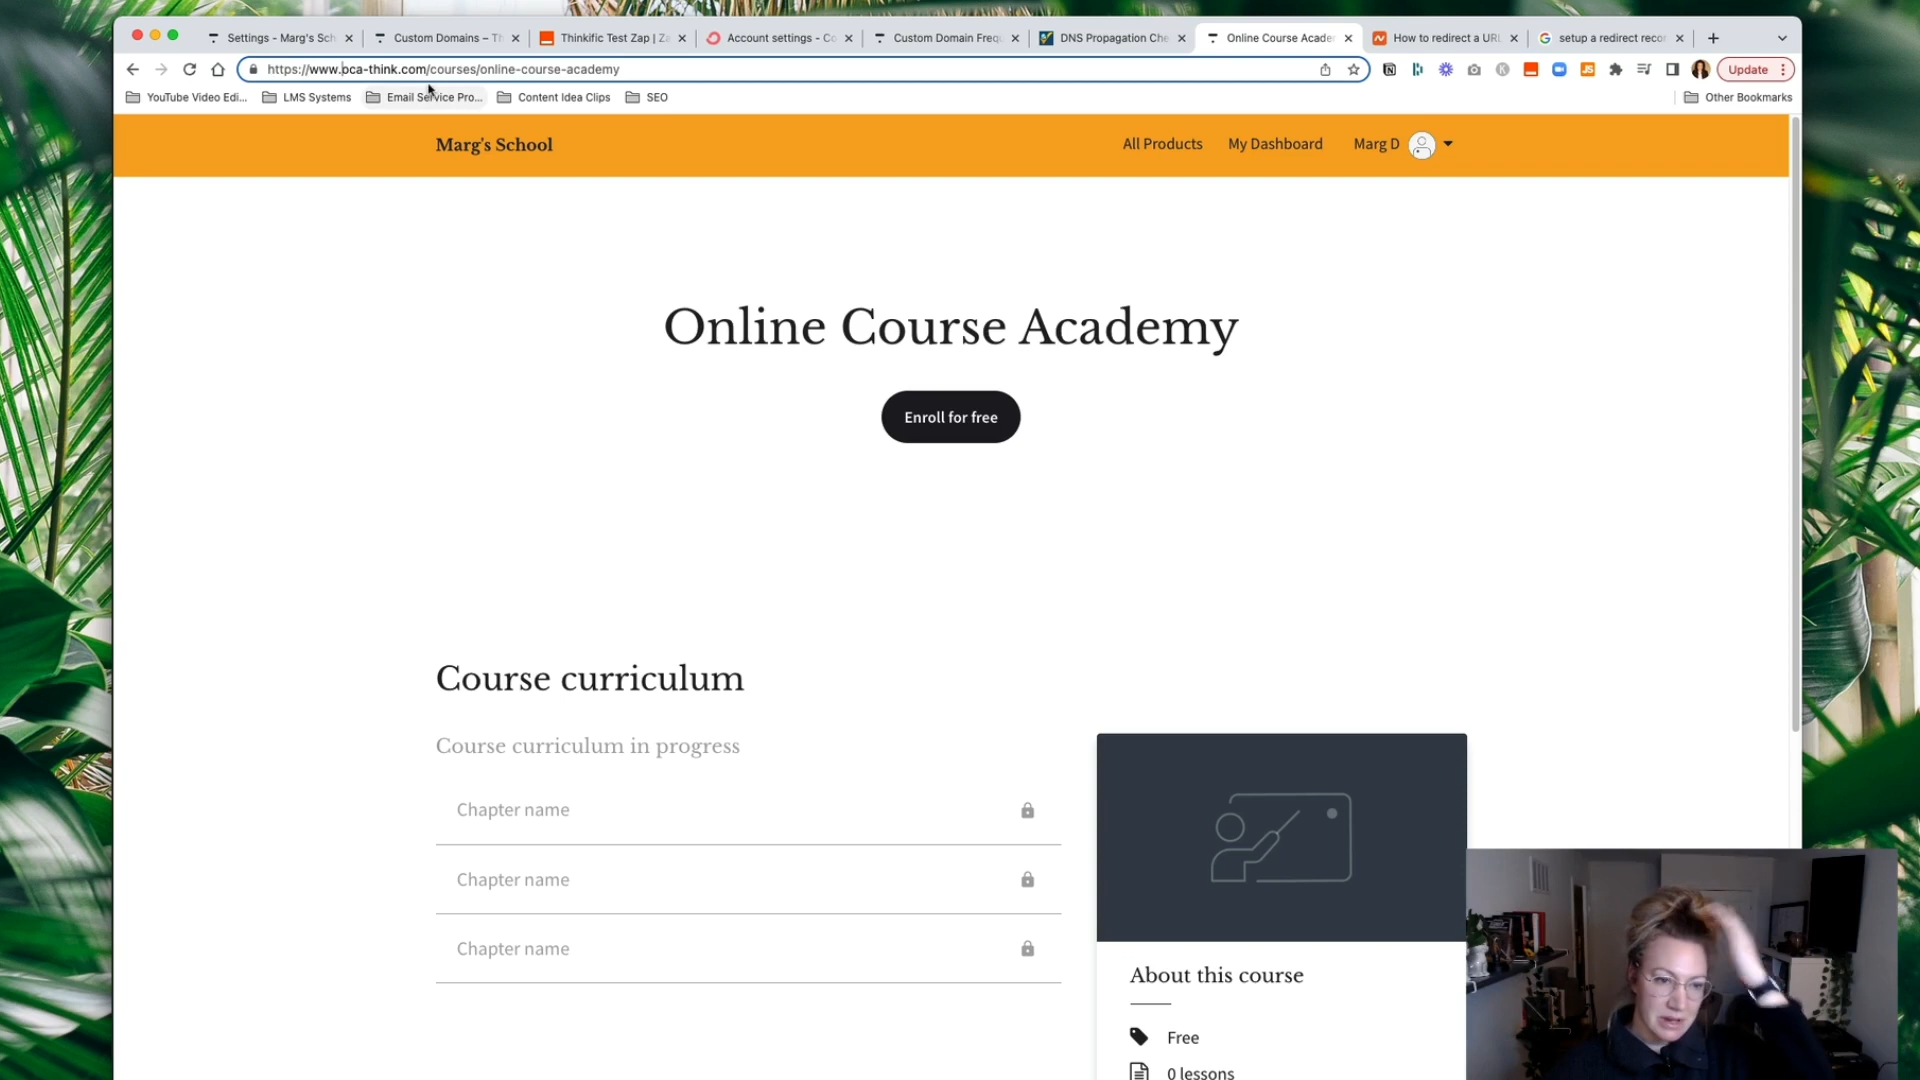 Settings - Marg's Sch
Custom Domains – Th
Thinkific Test Zap | Za
Account settings - Co
Custom Domain Freq
DNS Propagation Che
Online Course Acade
How to redirect a URL
setup a redirect recor
https://www.oca-think.com/courses/online-course-academy
Update
YouTube Video Edi...
LMS Systems
Email Service Pro...
Content Idea Clips
SEO
Other Bookmarks
Marg's School
All Products
My Dashboard
Marg D
Online Course Academy
Enroll for free
Course curriculum
Course curriculum in progress
Chapter name
Chapter name
Chapter name
About this course
Free
0 lessons